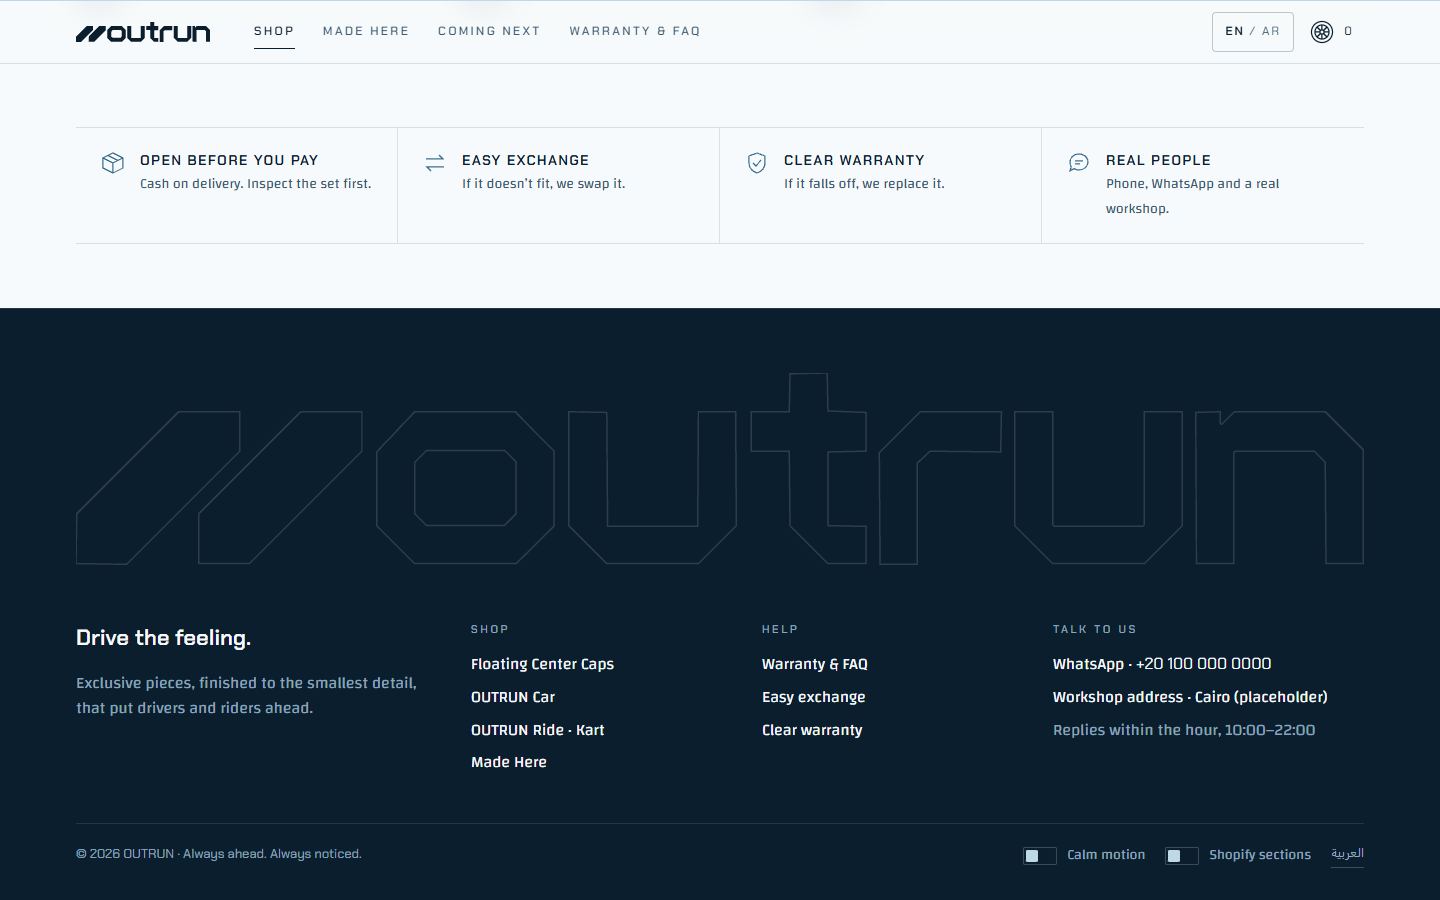 outrun
SHOP
MADE HERE
COMING NEXT
WARRANTY & FAQ
EN / AR
0
OPEN BEFORE YOU PAY
Cash on delivery. Inspect the set first.
EASY EXCHANGE
If it doesn't fit, we swap it.
CLEAR WARRANTY
If it falls off, we replace it.
REAL PEOPLE
Phone, WhatsApp and a real
workshop.
outrun
Drive the feeling.
Exclusive pieces, finished to the smallest detail,
that put drivers and riders ahead.
SHOP
Floating Center Caps
OUTRUN Car
OUTRUN Ride · Kart
Made Here
HELP
Warranty & FAQ
Easy exchange
Clear warranty
TALK TO US
WhatsApp · +20 100 000 0000
Workshop address · Cairo (placeholder)
Replies within the hour, 10:00–22:00
© 2026 OUTRUN · Always ahead. Always noticed.
Calm motion
Shopify sections
العربية